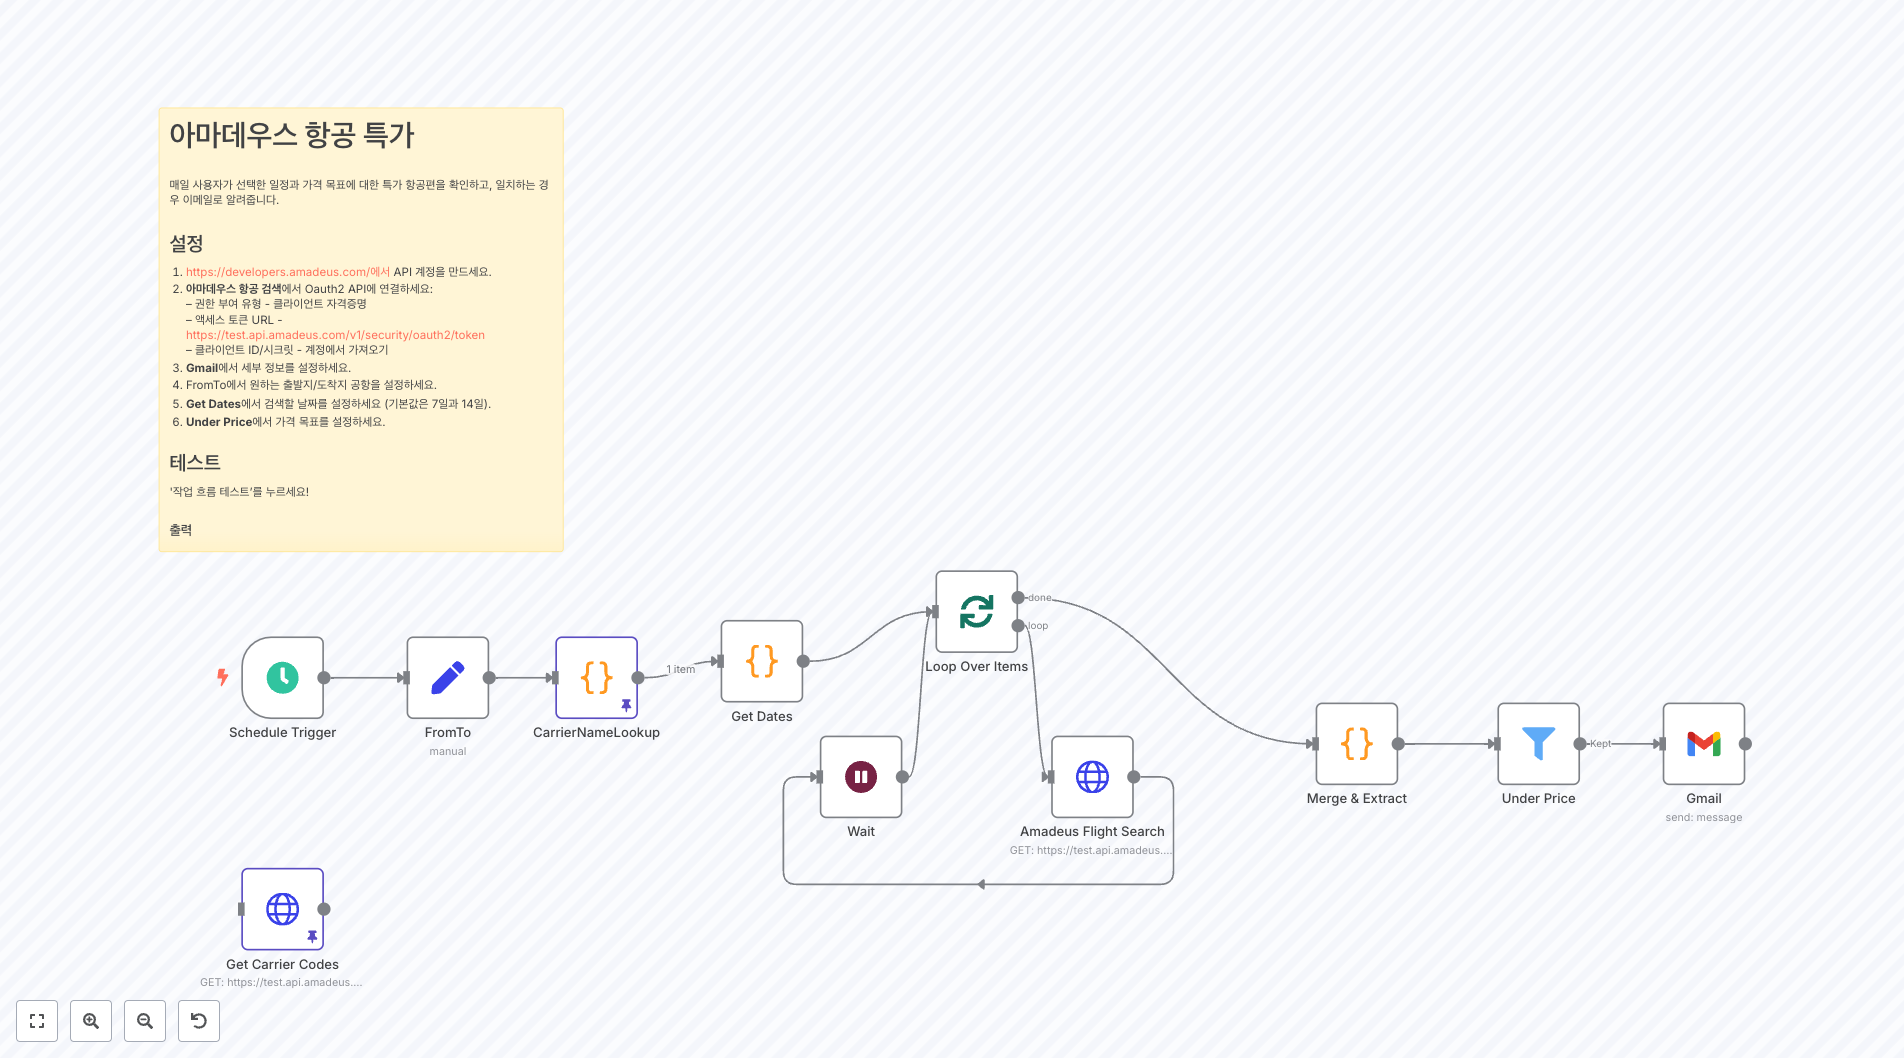 아마데우스 항공 특가
매일 사용자가 선택한 일정과 가격 목표에 대한 특가 항공편을 확인하고, 일치하는 경
우 이메일로 알려줍니다.
설정
1. https://developers.amadeus.com/에서 API 계정을 만드세요.
2. 아마데우스 항공 검색에서 Oauth2 API에 연결하세요:
– 권한 부여 유형 - 클라이언트 자격증명
– 액세스 토큰 URL -
https://test.api.amadeus.com/v1/security/oauth2/token
– 클라이언트 ID/시크릿 - 계정에서 가져오기
3. Gmail에서 세부 정보를 설정하세요.
4. FromTo에서 원하는 출발지/도착지 공항을 설정하세요.
5. Get Dates에서 검색할 날짜를 설정하세요 (기본값은 7일과 14일).
6. Under Price에서 가격 목표를 설정하세요.
테스트
'작업 흐름 테스트'를 누르세요!
출력
Schedule Trigger
FromTo
manual
CarrierNameLookup
1 item
Get Dates
Loop Over Items
done
loop
Wait
Amadeus Flight Search
GET: https://test.api.amadeus....
Merge & Extract
Under Price
Kept
Gmail
send: message
Get Carrier Codes
GET: https://test.api.amadeus....